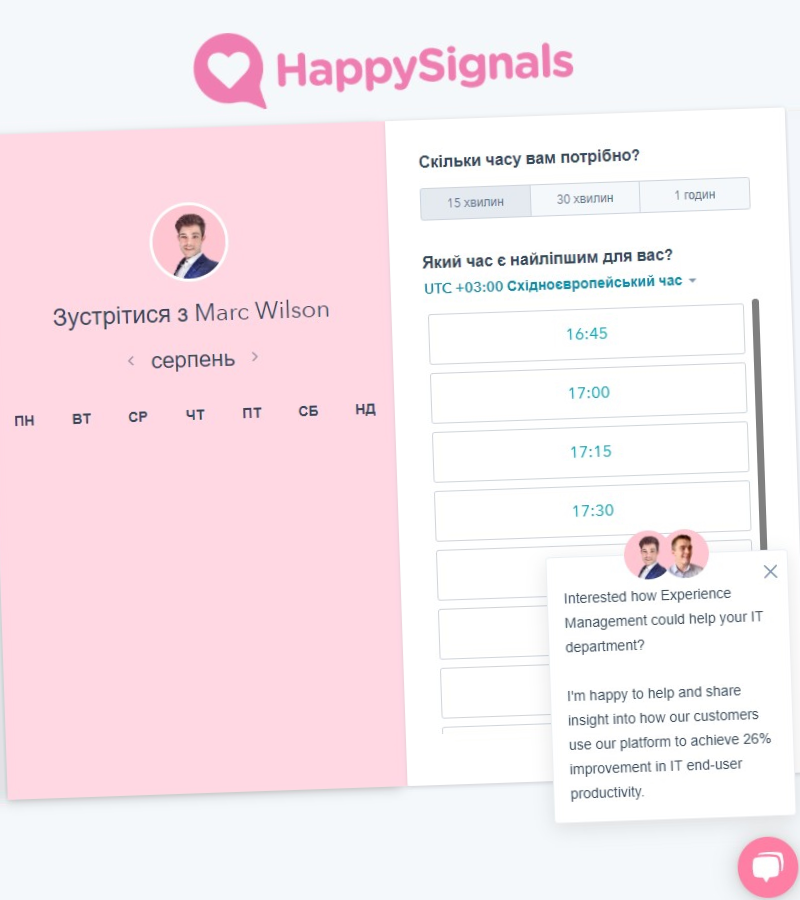 HappySignals
Зустрітися з Marc Wilson
серпень
ПН ВТ СР ЧТ ПТ СБ НД
Скільки часу вам потрібно?
15 хвилин 30 хвилин 1 годин
Який час є найліпшим для вас?
UTC +03:00 Східноєвропейський час
16:45
17:00
17:15
17:30
Interested how Experience
Management could help your IT
department?
I'm happy to help and share
insight into how our customers
use our platform to achieve 26%
improvement in IT end-user
productivity.